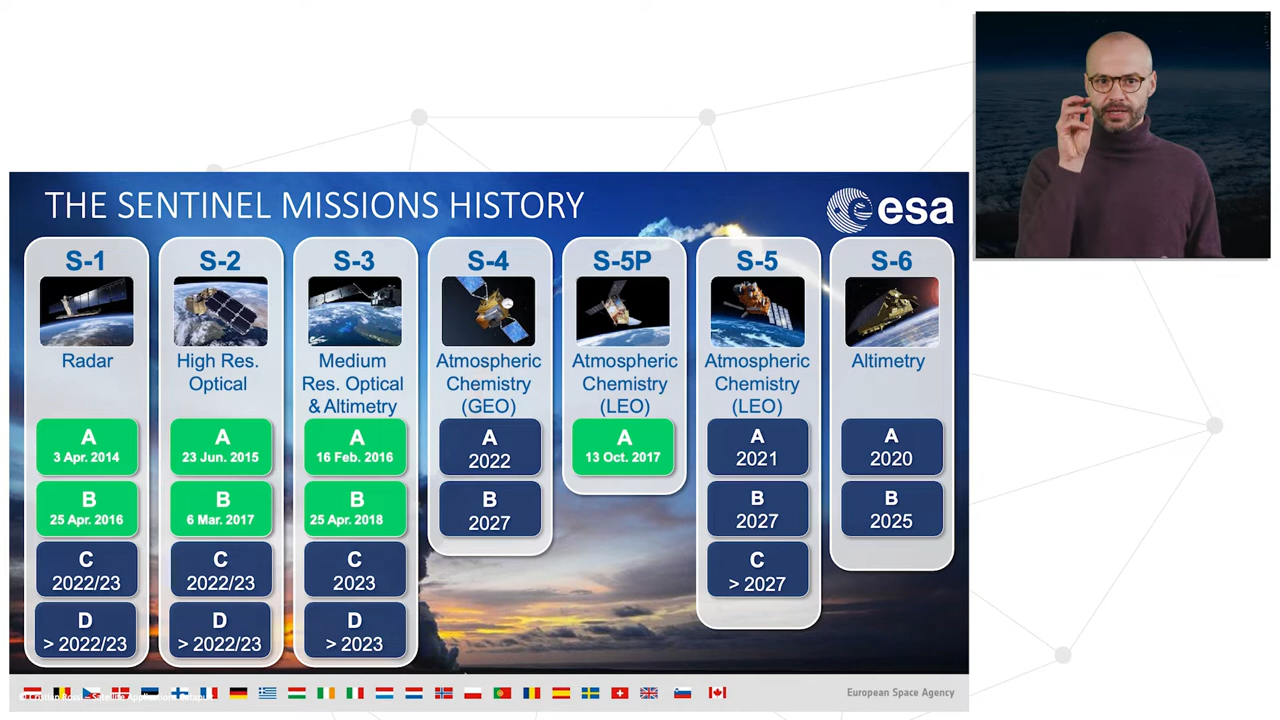 THE SENTINEL MISSIONS HISTORY
esa
S-1
Radar
A
3 Apr. 2014
B
25 Apr. 2016
C
2022/23
D
> 2022/23
S-2
High Res.
Optical
A
23 Jun. 2015
B
6 Mar. 2017
C
2022/23
D
> 2022/23
S-3
Medium
Res. Optical
& Altimetry
A
16 Feb. 2016
B
25 Apr. 2018
C
2023
D
> 2023
S-4
Atmospheric
Chemistry
(GEO)
A
2022
B
2027
S-5P
Atmospheric
Chemistry
(LEO)
A
13 Oct. 2017
S-5
Atmospheric
Chemistry
(LEO)
A
2021
B
2027
C
> 2027
S-6
Altimetry
A
2020
B
2025
European Space Agency